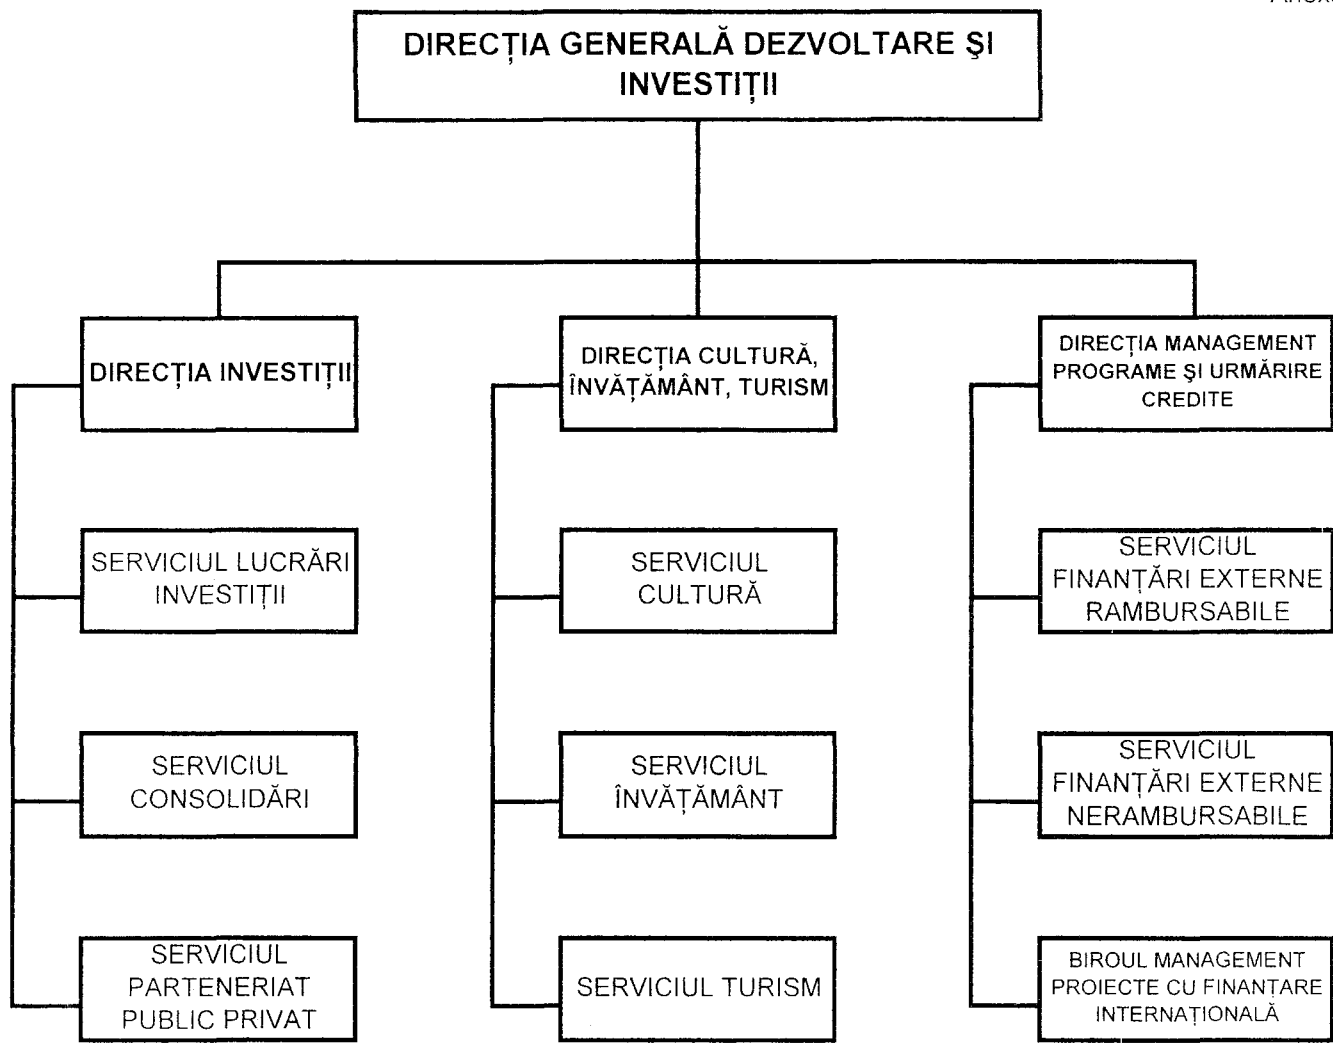 DIRECȚIA GENERALĂ DEZVOLTARE ŞI
INVESTIȚII
DIRECȚIA INVESTIȚII
DIRECȚIA CULTURĂ,
ÎNVĂȚĂMÂNT, TURISM
DIRECȚIA MANAGEMENT
PROGRAME ŞI URMĂRIRE
CREDITE
SERVICIUL LUCRĂRI
INVESTIȚII
SERVICIUL
CULTURĂ
SERVICIUL
FINANȚĂRI EXTERNE
RAMBURSABILE
SERVICIUL
CONSOLIDĂRI
SERVICIUL
ÎNVĂȚĂMÂNT
SERVICIUL
FINANȚĂRI EXTERNE
NERAMBURSABILE
SERVICIUL
PARTENERIAT
PUBLIC PRIVAT
SERVICIUL TURISM
BIROUL MANAGEMENT
PROIECTE CU FINANȚARE
INTERNAȚIONALĂ